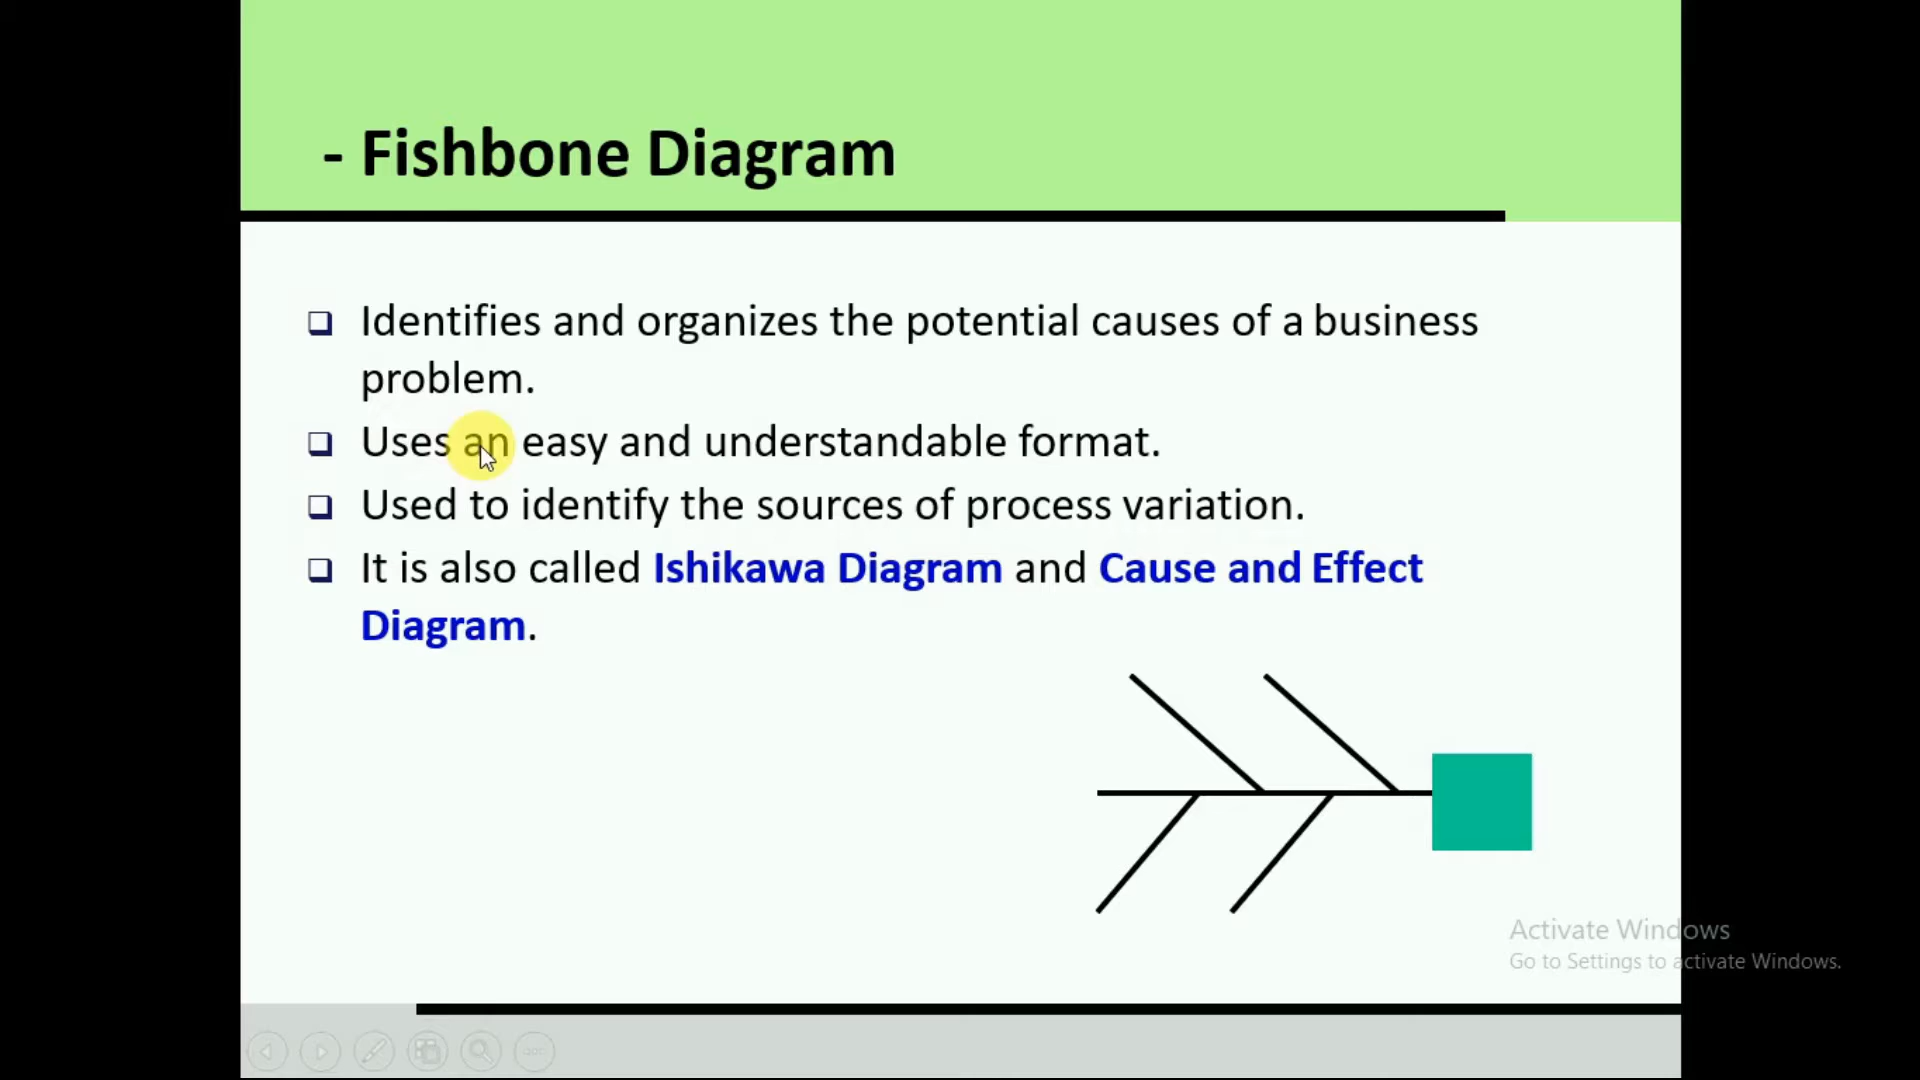 - Fishbone Diagram
Identifies and organizes the potential causes of a business
problem.
Uses an easy and understandable format.
Used to identify the sources of process variation.
It is also called Ishikawa Diagram and Cause and Effect
Diagram.
Activate Windows
Go to Settings to activate Windows.